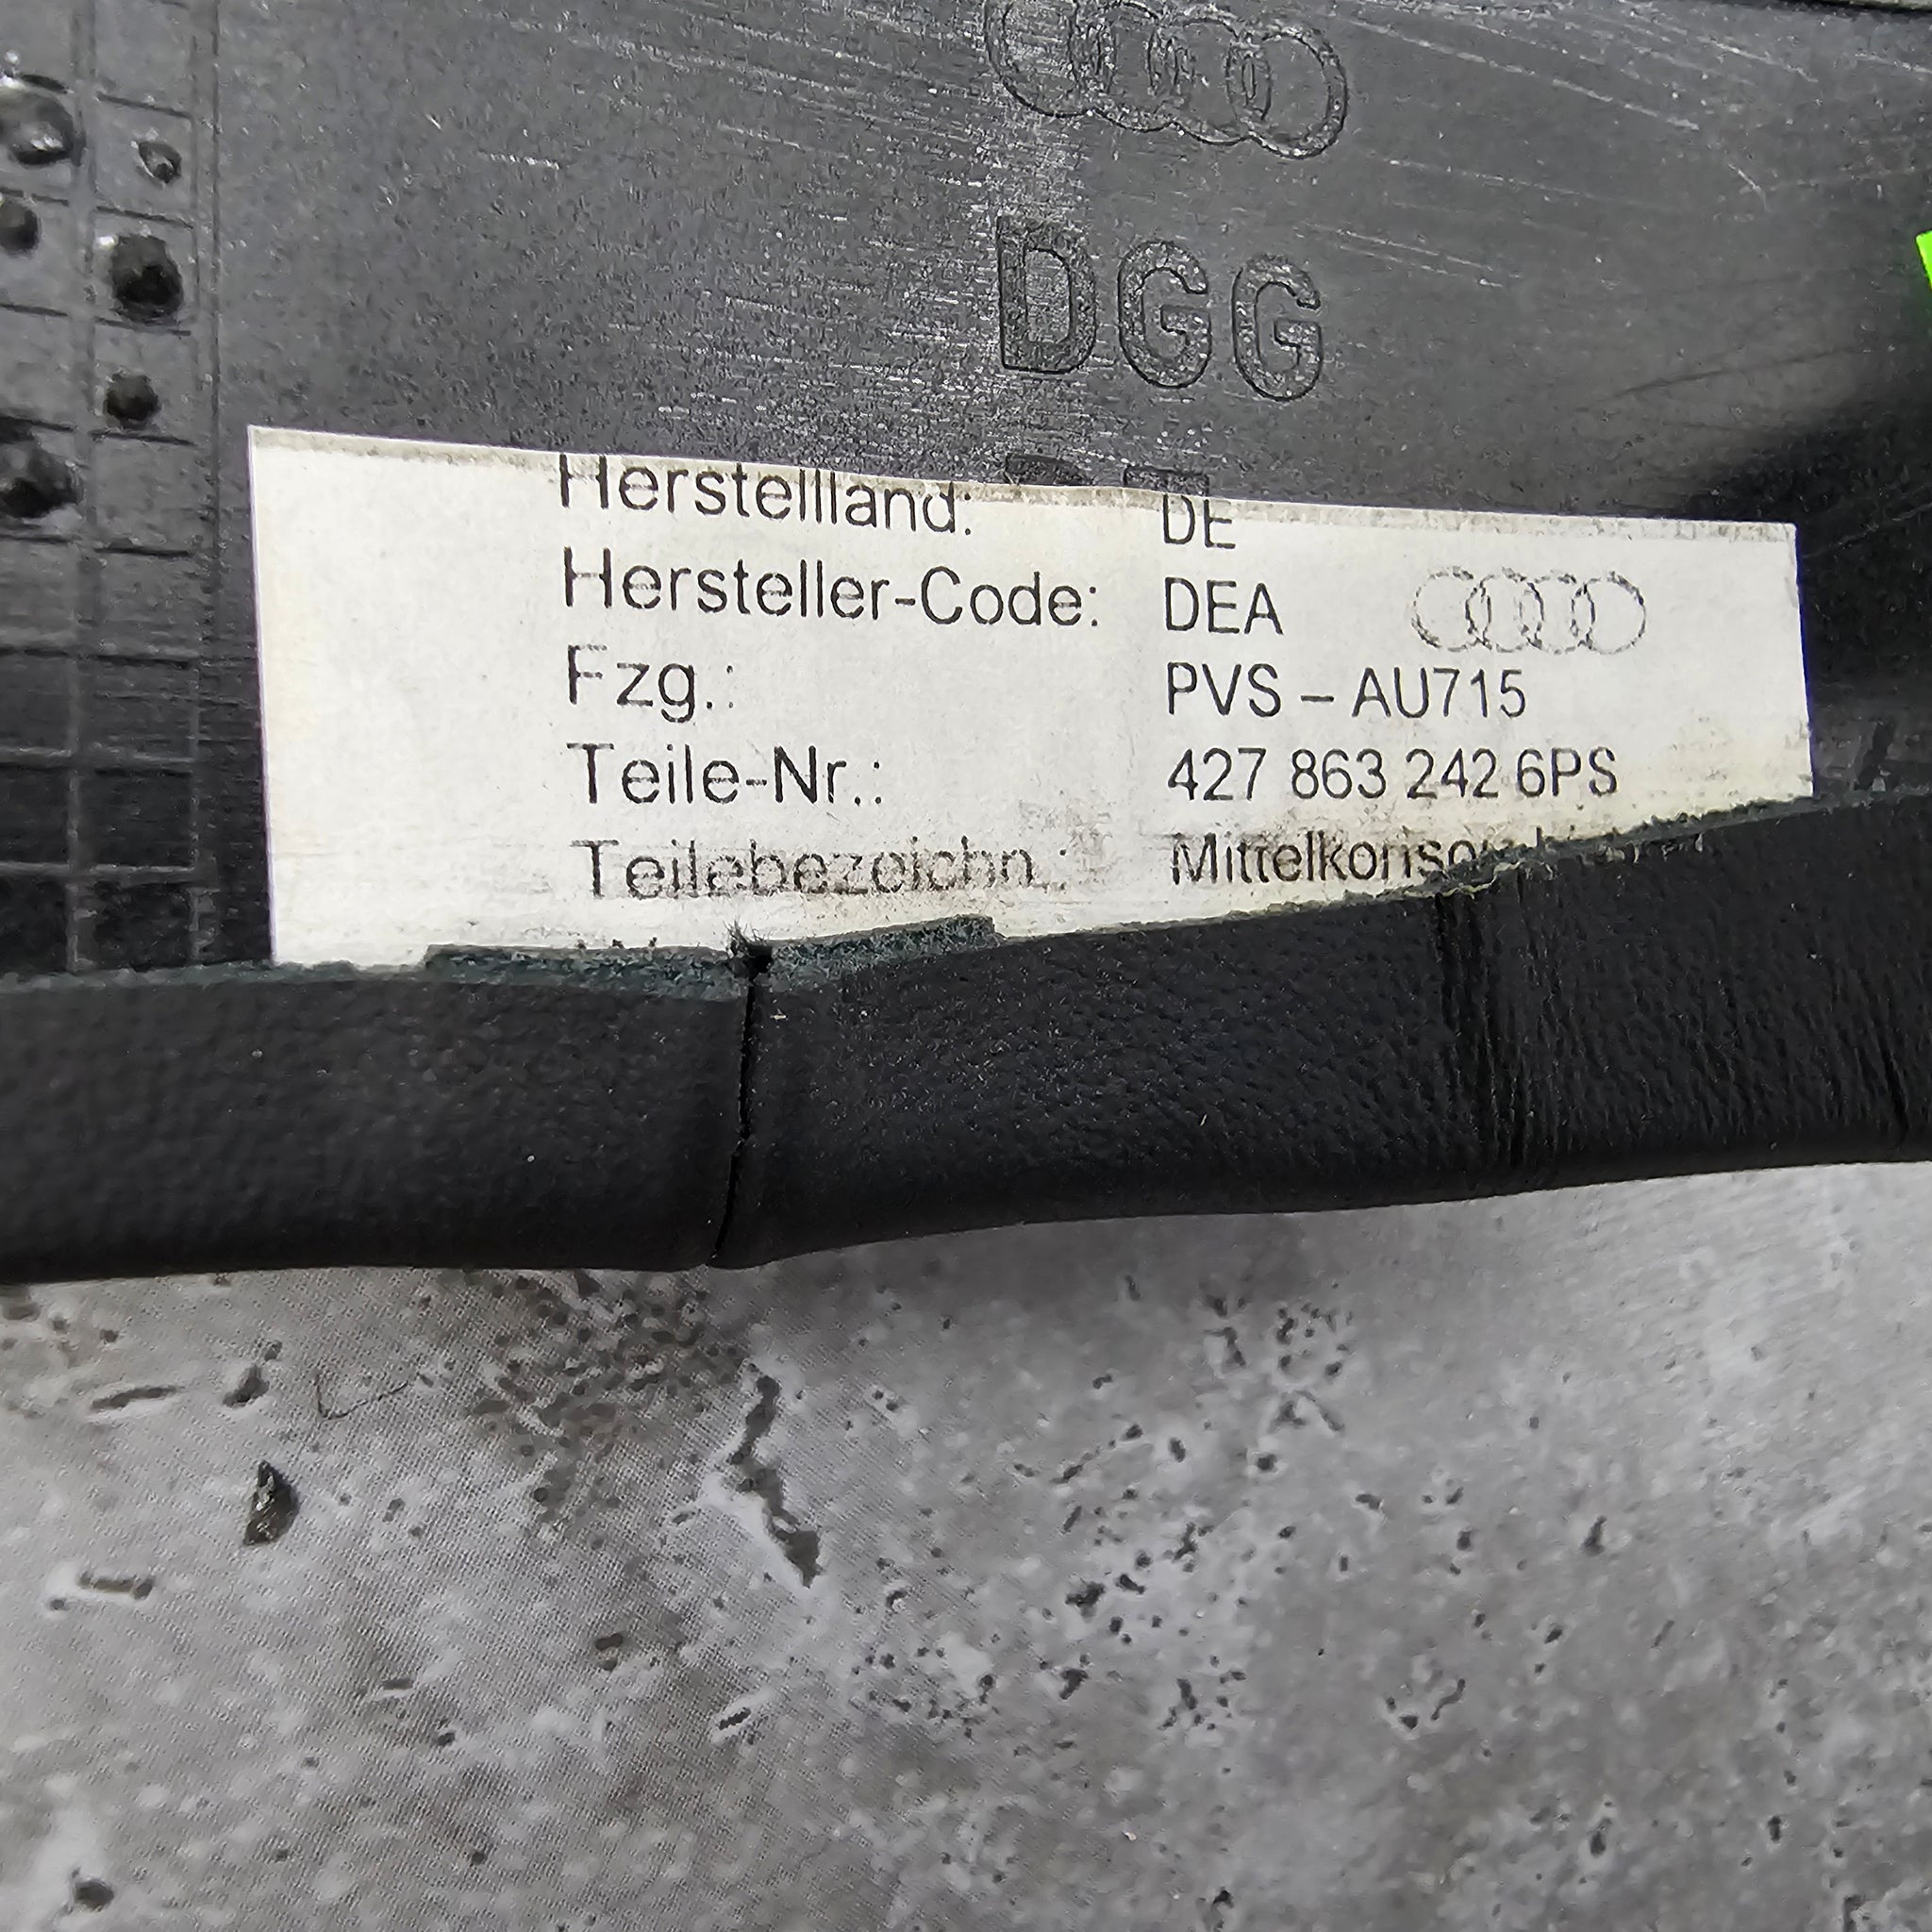 DGG
Herstellland: DE
Hersteller-Code: DEA
Fzg.: PVS – AU715
Teile-Nr.: 427 863 242 6PS
Teilebezeichn.: